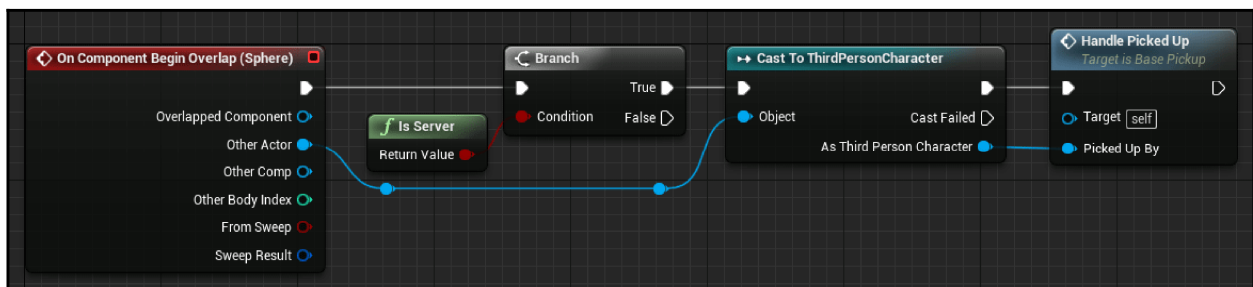 On Component Begin Overlap (Sphere)
Overlapped Component
Other Actor
Other Comp
Other Body Index
From Sweep
Sweep Result
f Is Server
Return Value
Branch
True
Condition
False
Cast To ThirdPersonCharacter
Object
Cast Failed
As Third Person Character
Handle Picked Up
Target is Base Pickup
Target self
Picked Up By